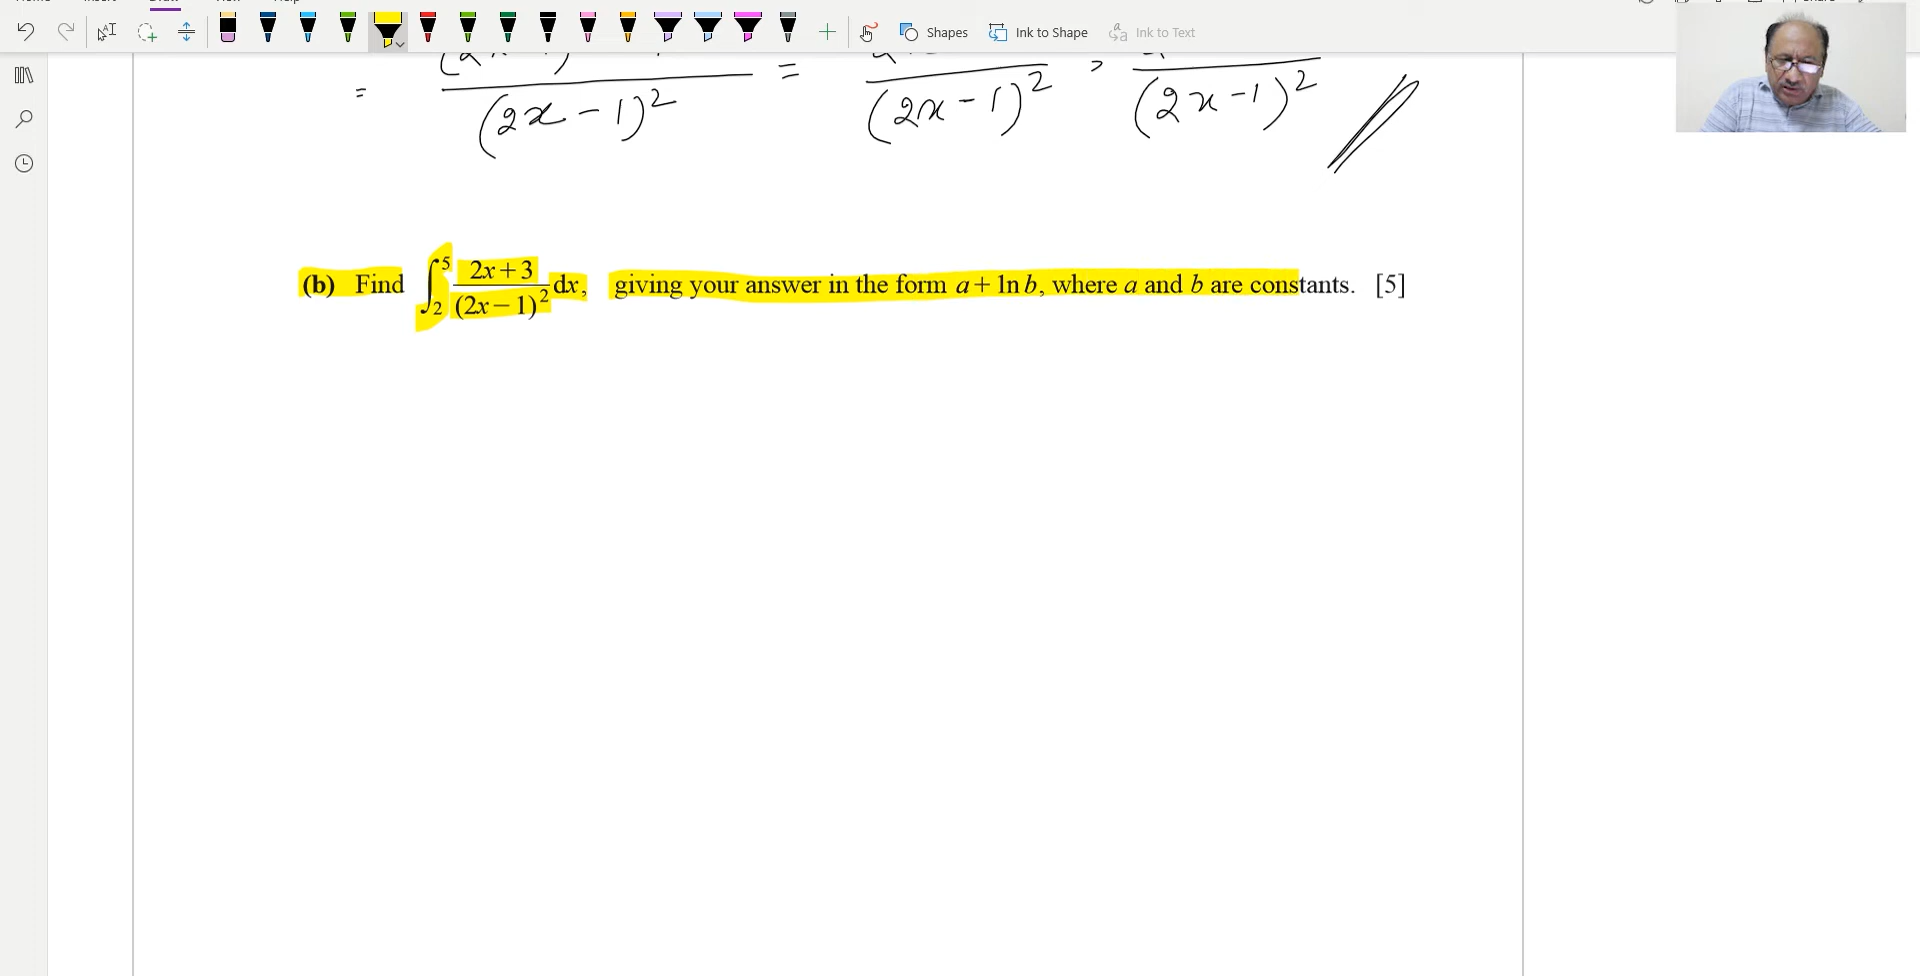 Shapes Ink to Shape Ink to Text
= (2x - 1)² = (2x - 1)² , (2x - 1)²
(b) Find ∫₂⁵ (2x+3)/(2x-1)² dx, giving your answer in the form a + ln b, where a and b are constants. [5]